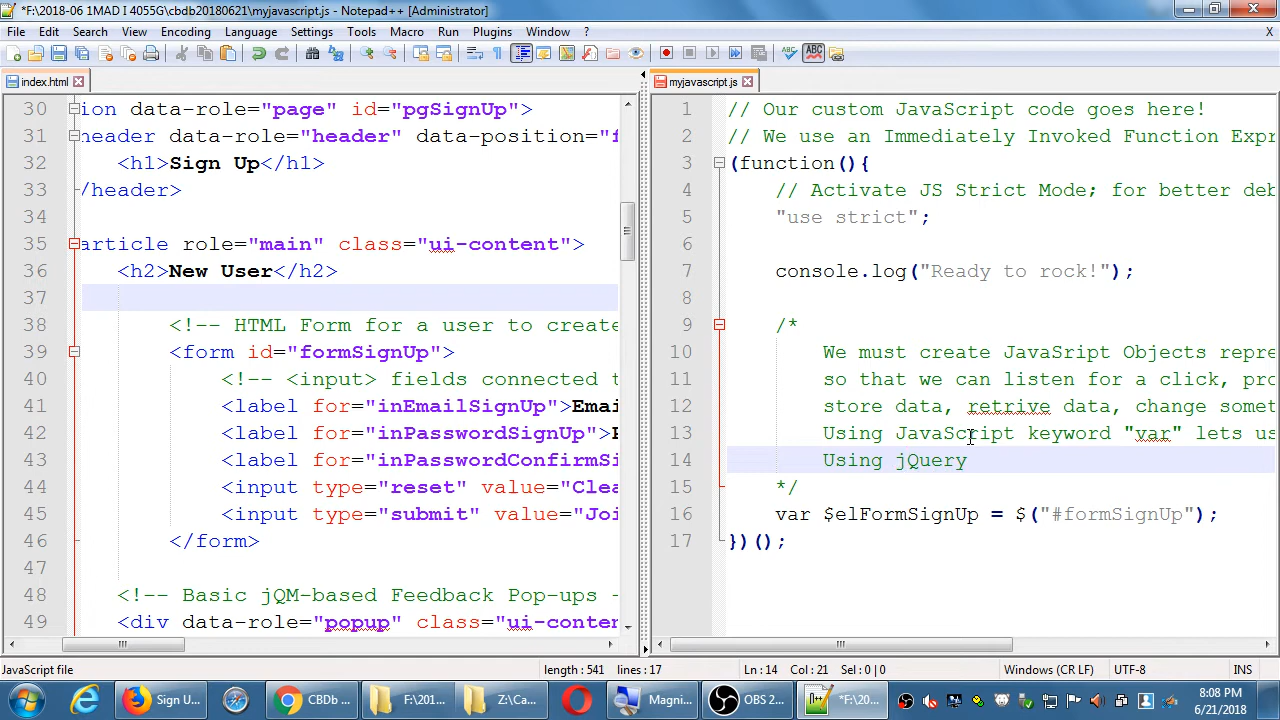 *F:\2018-06 1MAD I 4055G\cbdb20180621\myjavascript.js - Notepad++ [Administrator]
File Edit Search View Encoding Language Settings Tools Macro Run Plugins Window ? X
index.html
30 ion data-role="page" id="pgSignUp">
31 header data-role="header" data-position="f
32 <h1>Sign Up</h1>
33 /header>
34
35 article role="main" class="ui-content">
36 <h2>New User</h2>
37
38 <!-- HTML Form for a user to create
39 <form id="formSignUp">
40 <!-- <input> fields connected t
41 <label for="inEmailSignUp">Emai
42 <label for="inPasswordSignUp">
43 <label for="inPasswordConfirmSi
44 <input type="reset" value="Clea
45 <input type="submit" value="Joi
46 </form>
47
48 <!-- Basic jQM-based Feedback Pop-ups -
49 <div data-role="popup" class="ui-conten
myjavascript.js
1 // Our custom JavaScript code goes here!
2 // We use an Immediately Invoked Function Expr
3 (function(){
4 // Activate JS Strict Mode; for better deb
5 "use strict";
6
7 console.log("Ready to rock!");
8
9 /*
10 We must create JavaSript Objects repre
11 so that we can listen for a click, pro
12 store data, retrive data, change somet
13 Using JavaScript keyword "var" lets us
14 Using jQuery
15 */
16 var $elFormSignUp = $("#formSignUp");
17 })();
JavaScript file length : 541 lines : 17 Ln : 14 Col : 21 Sel : 0 | 0 Windows (CR LF) UTF-8 INS
Sign U... CBDb ... F:\201... Z:\Ca... Magni... OBS 2... *F:\20... 8:08 PM
6/21/2018